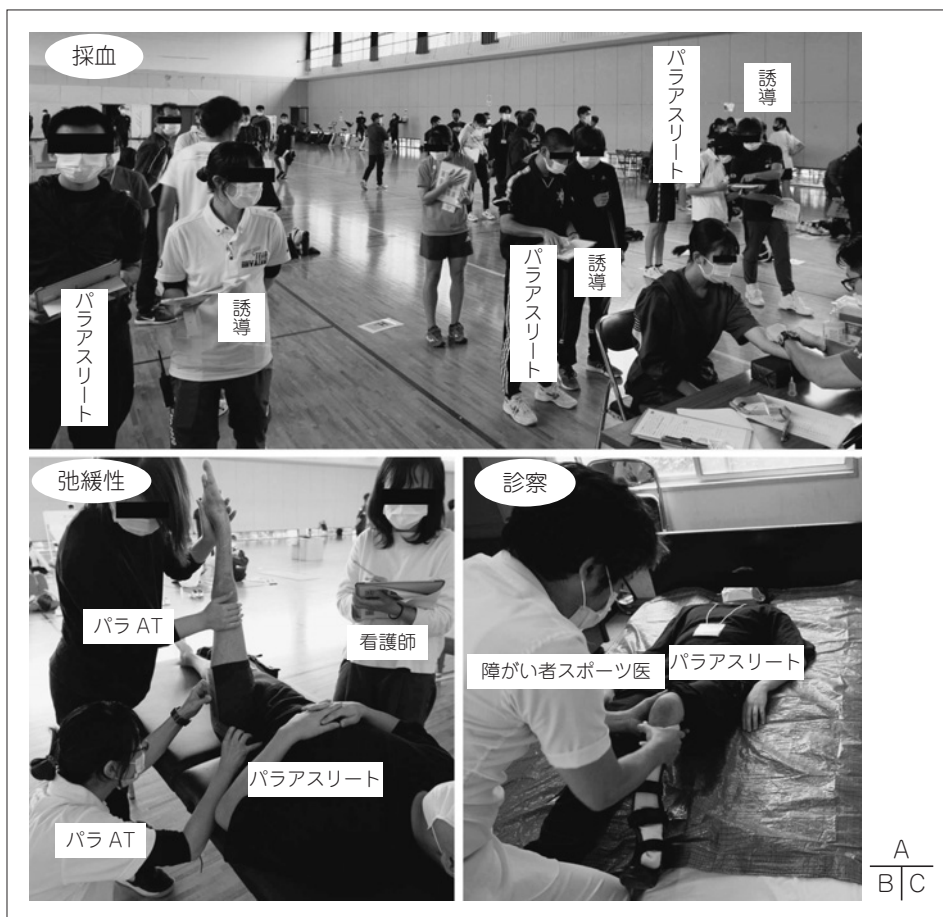 採血
パラアスリート
誘導
パラアスリート
誘導
パラアスリート
誘導
弛緩性
パラ AT
看護師
パラアスリート
パラ AT
診察
障がい者スポーツ医
パラアスリート
A
B
C